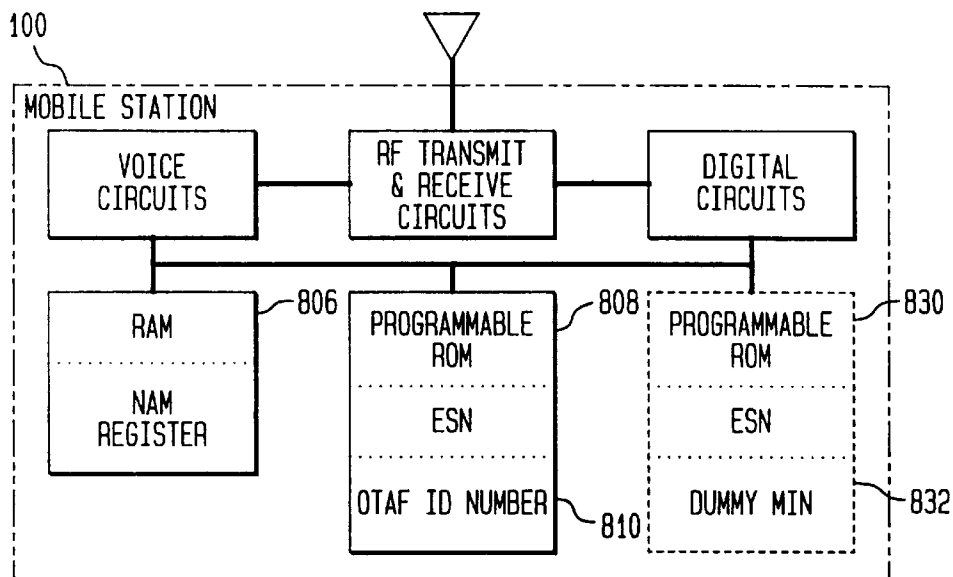 100
MOBILE STATION
VOICE
CIRCUITS
RF TRANSMIT
& RECEIVE
CIRCUITS
DIGITAL
CIRCUITS
RAM
NAM
REGISTER
806
PROGRAMMABLE
ROM
ESN
OTAF ID NUMBER
808
810
PROGRAMMABLE
ROM
ESN
DUMMY MIN
830
832